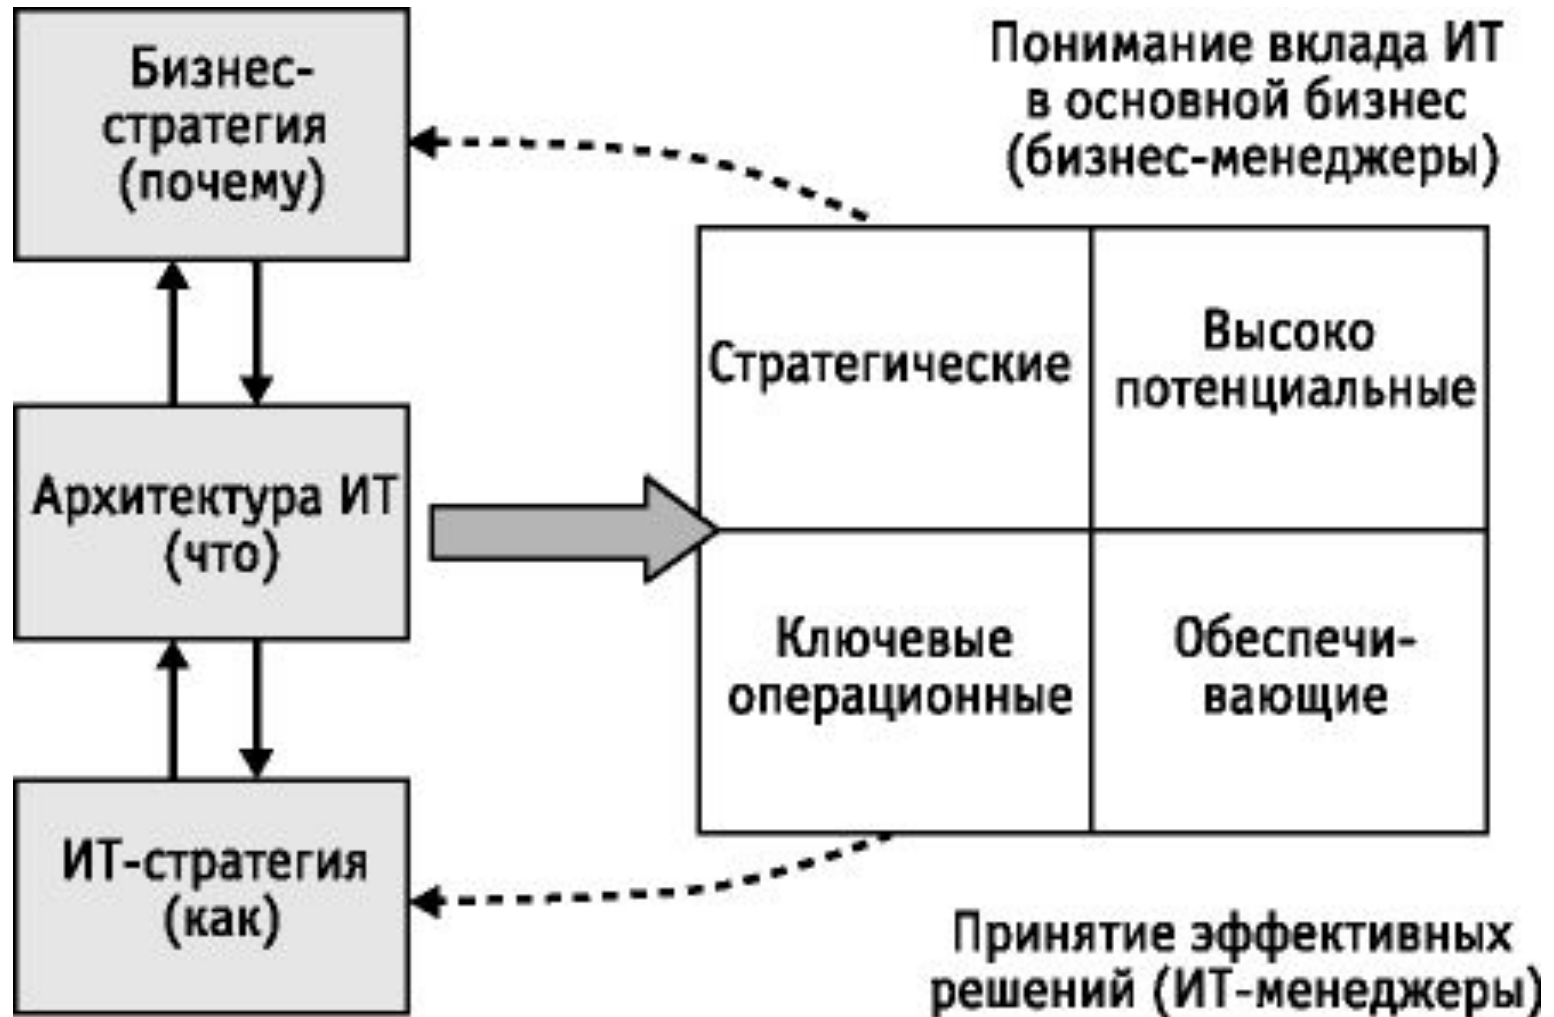 Бизнес-
стратегия
(почему)
Архитектура ИТ
(что)
ИТ-стратегия
(как)
Понимание вклада ИТ
в основной бизнес
(бизнес-менеджеры)
Стратегические
Высоко
потенциальные
Ключевые
операционные
Обеспечи-
вающие
Принятие эффективных
решений (ИТ-менеджеры)